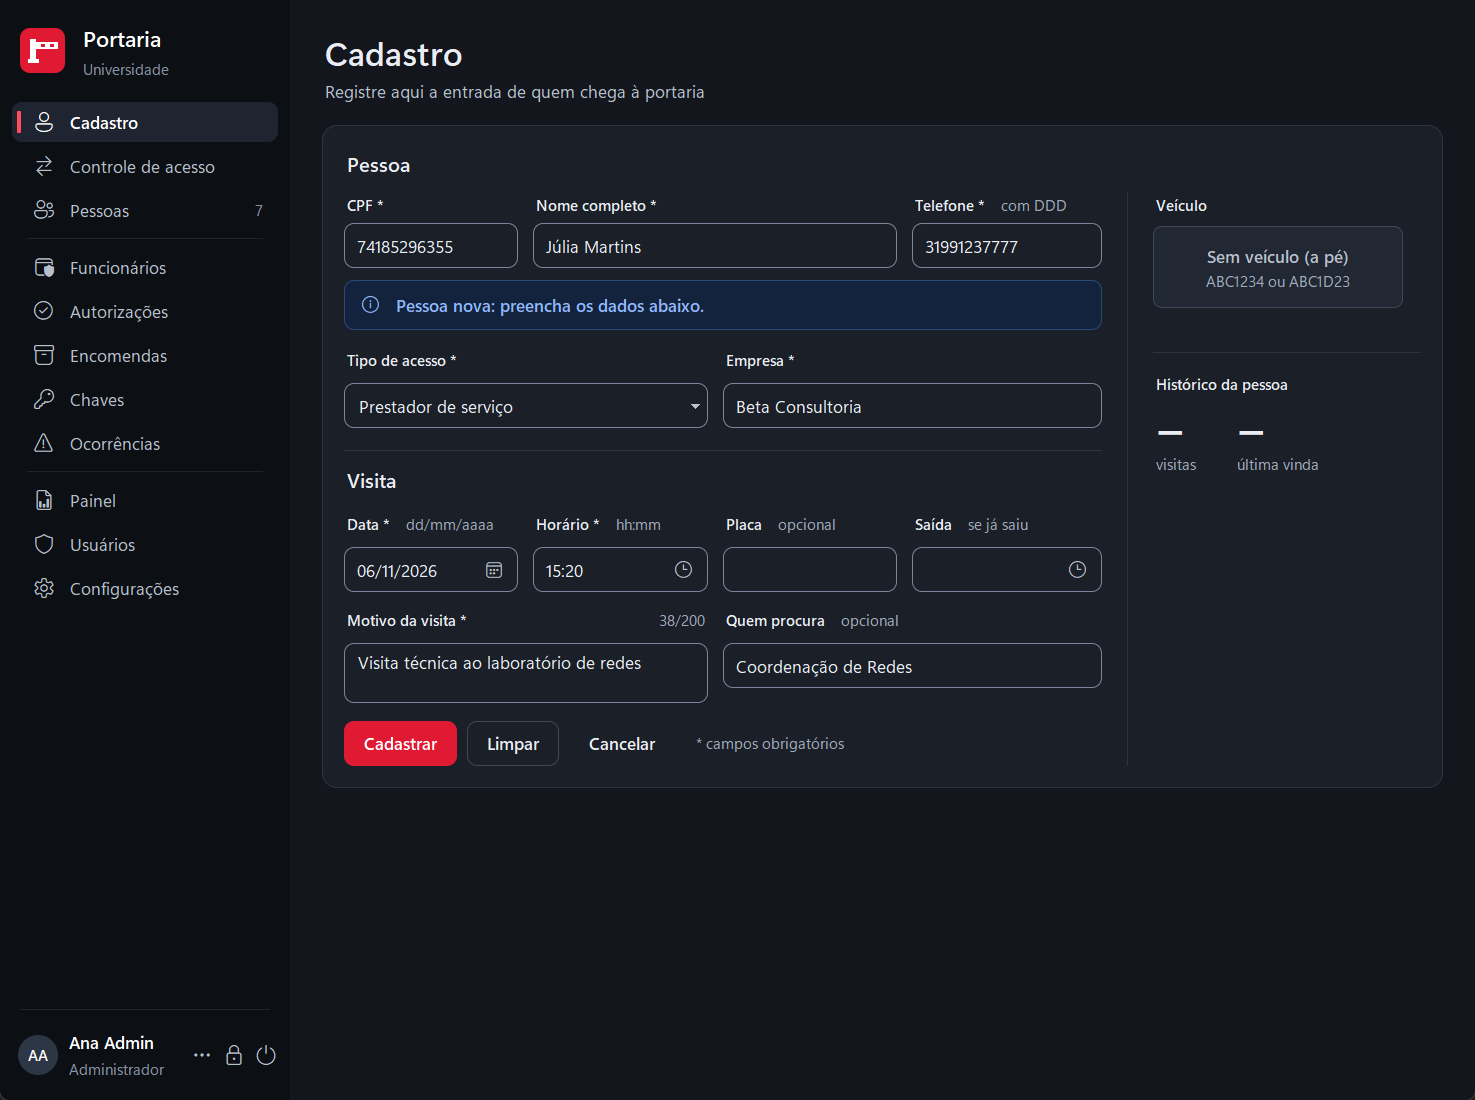 Portaria
Universidade
Cadastro
Controle de acesso
Pessoas 7
Funcionários
Autorizações
Encomendas
Chaves
Ocorrências
Painel
Usuários
Configurações
AA
Ana Admin
Administrador
Cadastro
Registre aqui a entrada de quem chega à portaria
Pessoa
CPF * Nome completo * Telefone * com DDD
74185296355 Júlia Martins 31991237777
Pessoa nova: preencha os dados abaixo.
Tipo de acesso * Empresa *
Prestador de serviço Beta Consultoria
Visita
Data * dd/mm/aaaa Horário * hh:mm Placa opcional Saída se já saiu
06/11/2026 15:20
Motivo da visita * 38/200 Quem procura opcional
Visita técnica ao laboratório de redes Coordenação de Redes
Cadastrar Limpar Cancelar * campos obrigatórios
Veículo
Sem veículo (a pé)
ABC1234 ou ABC1D23
Histórico da pessoa
— —
visitas última vinda